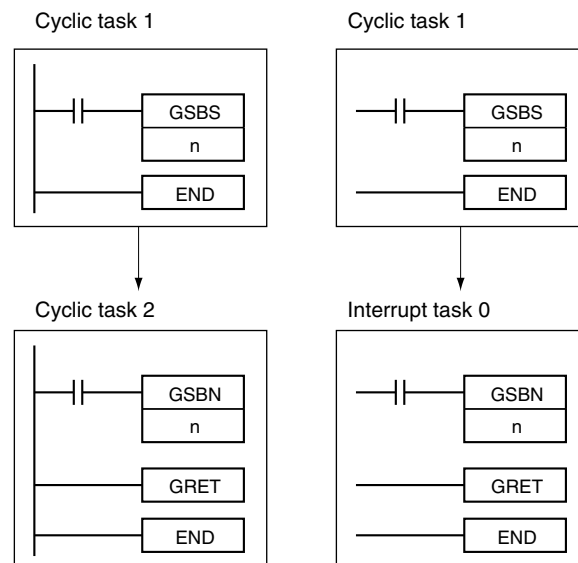 Cyclic task 1
GSBS
n
END
Cyclic task 2
GSBN
n
GRET
END
Cyclic task 1
GSBS
n
END
Interrupt task 0
GSBN
n
GRET
END